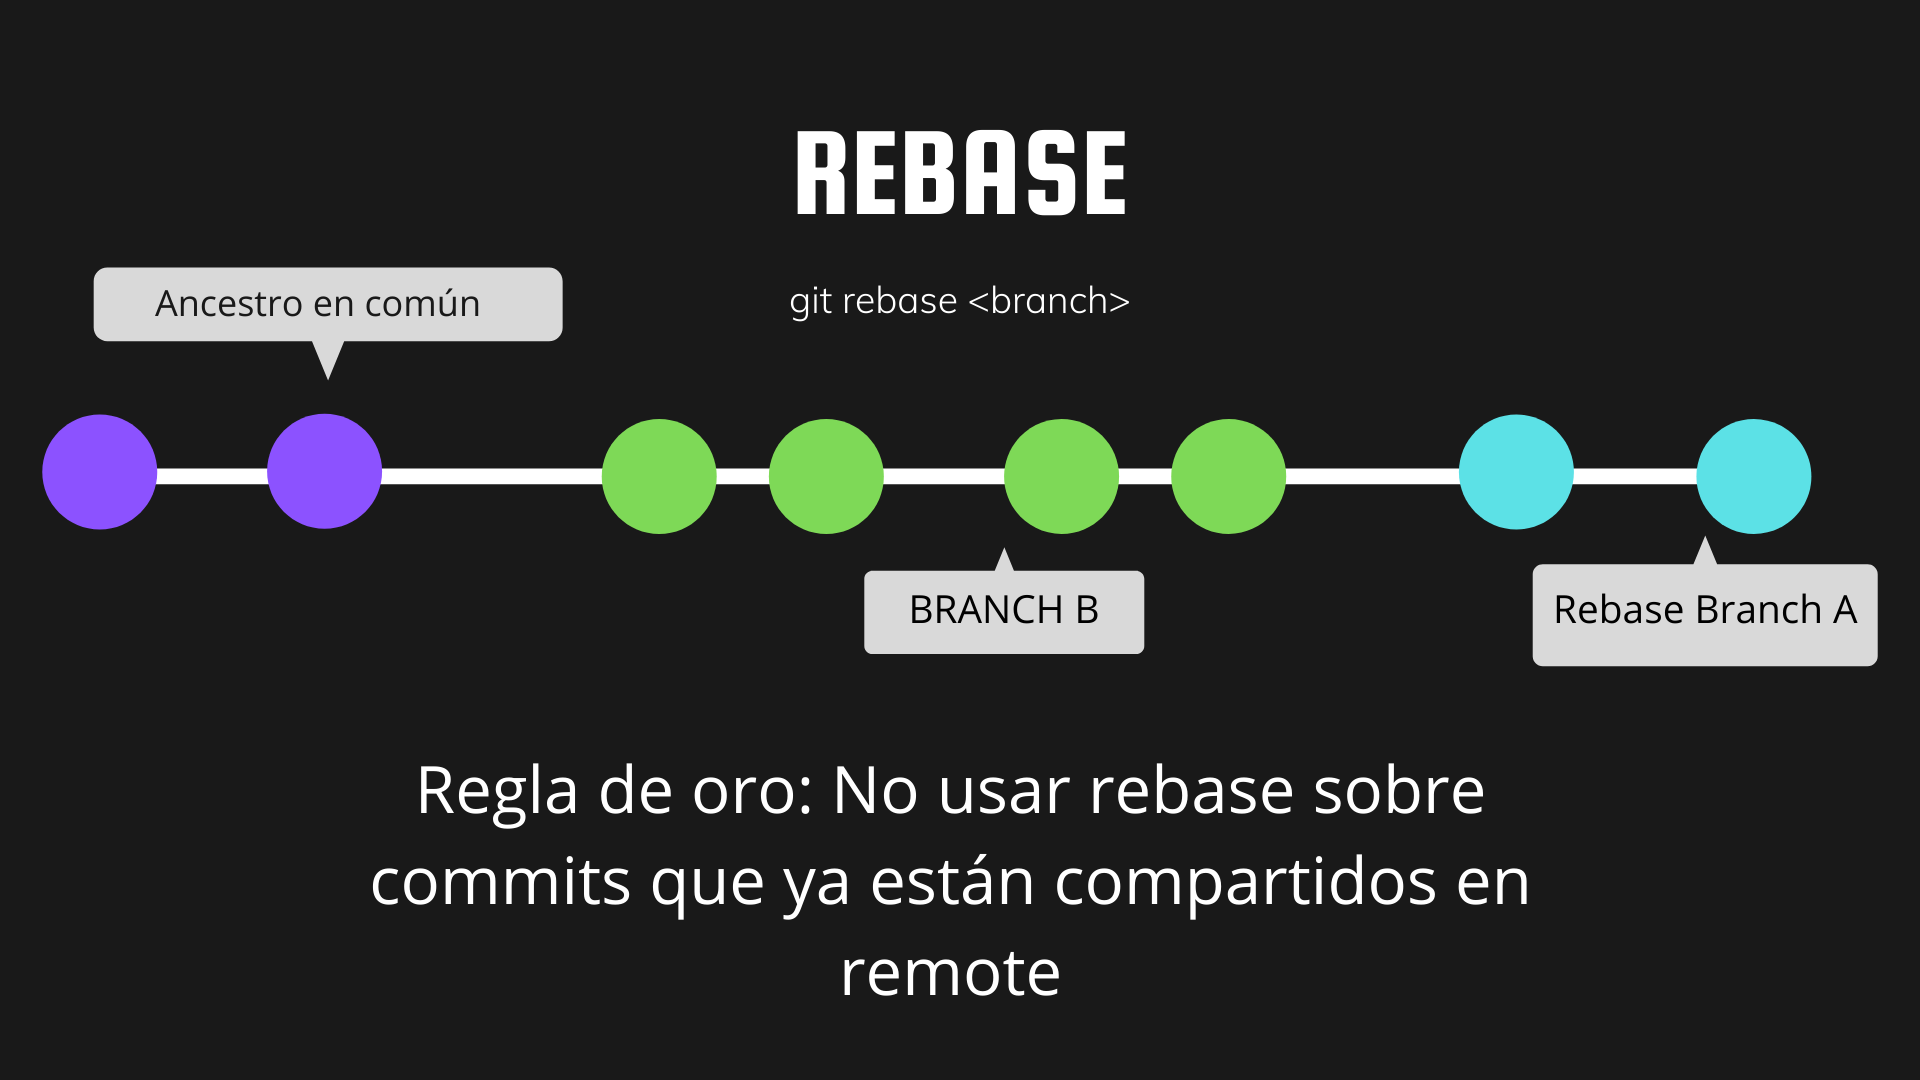 REBASE
Ancestro en común
git rebase <branch>
BRANCH B
Rebase Branch A
Regla de oro: No usar rebase sobre
commits que ya están compartidos en
remote